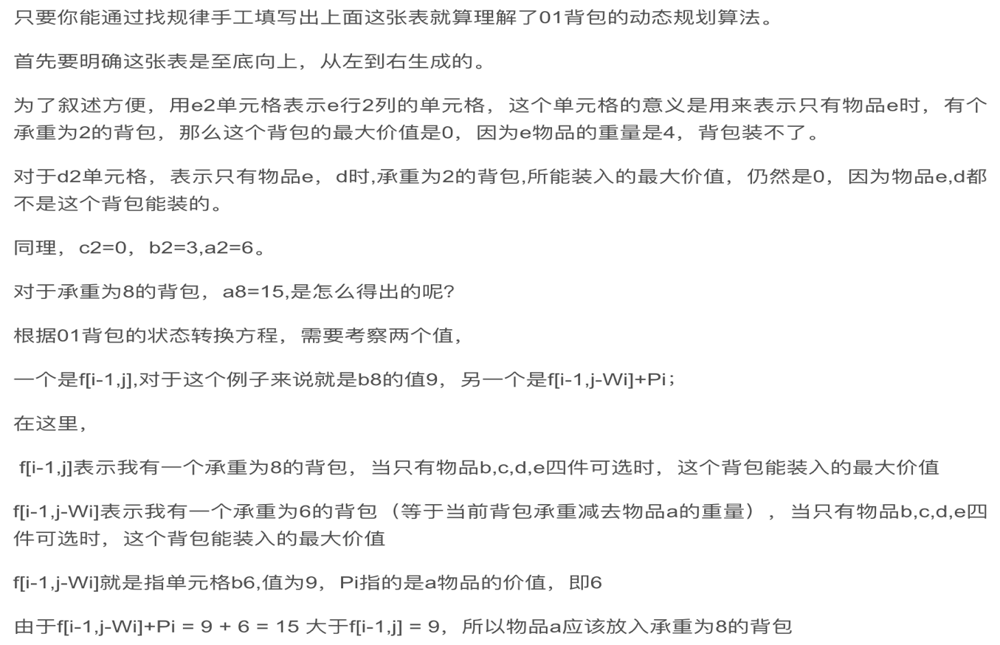 只要你能通过找规律手工填写出上面这张表就算理解了01背包的动态规划算法。
首先要明确这张表是至底向上，从左到右生成的。
为了叙述方便，用e2单元格表示e行2列的单元格，这个单元格的意义是用来表示只有物品e时，有个
承重为2的背包，那么这个背包的最大价值是0，因为e物品的重量是4，背包装不了。
对于d2单元格，表示只有物品e，d时,承重为2的背包,所能装入的最大价值，仍然是0，因为物品e,d都
不是这个背包能装的。
同理，c2=0，b2=3,a2=6。
对于承重为8的背包，a8=15,是怎么得出的呢?
根据01背包的状态转换方程，需要考察两个值，
一个是f[i-1,j],对于这个例子来说就是b8的值9，另一个是f[i-1,j-Wi]+Pi；
在这里，
f[i-1,j]表示我有一个承重为8的背包，当只有物品b,c,d,e四件可选时，这个背包能装入的最大价值
f[i-1,j-Wi]表示我有一个承重为6的背包（等于当前背包承重减去物品a的重量），当只有物品b,c,d,e四
件可选时，这个背包能装入的最大价值
f[i-1,j-Wi]就是指单元格b6,值为9，Pi指的是a物品的价值，即6
由于f[i-1,j-Wi]+Pi = 9 + 6 = 15 大于f[i-1,j] = 9，所以物品a应该放入承重为8的背包